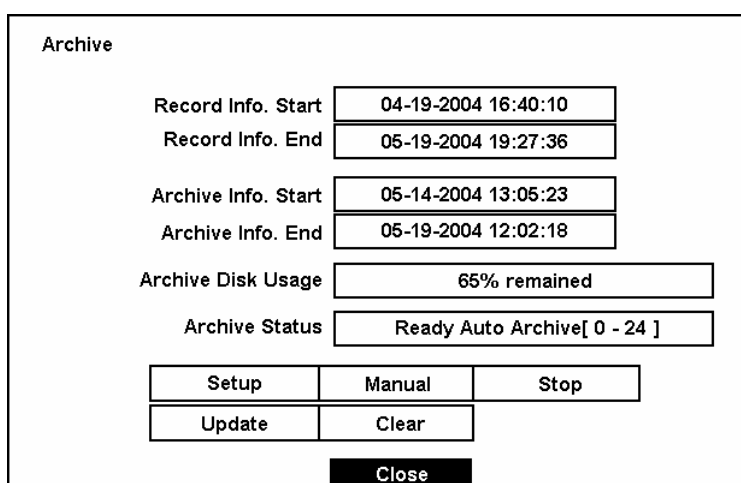 Archive
Record Info. Start 04-19-2004 16:40:10
Record Info. End 05-19-2004 19:27:36
Archive Info. Start 05-14-2004 13:05:23
Archive Info. End 05-19-2004 12:02:18
Archive Disk Usage 65% remained
Archive Status Ready Auto Archive[ 0 - 24 ]
Setup Manual Stop
Update Clear
Close